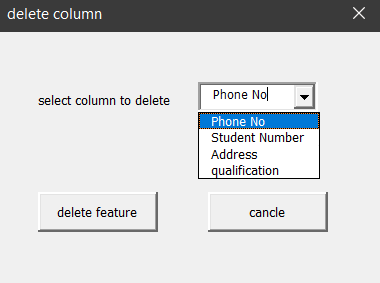 delete column
select column to delete
Phone No
Phone No
Student Number
Address
qualification
delete feature
cancle